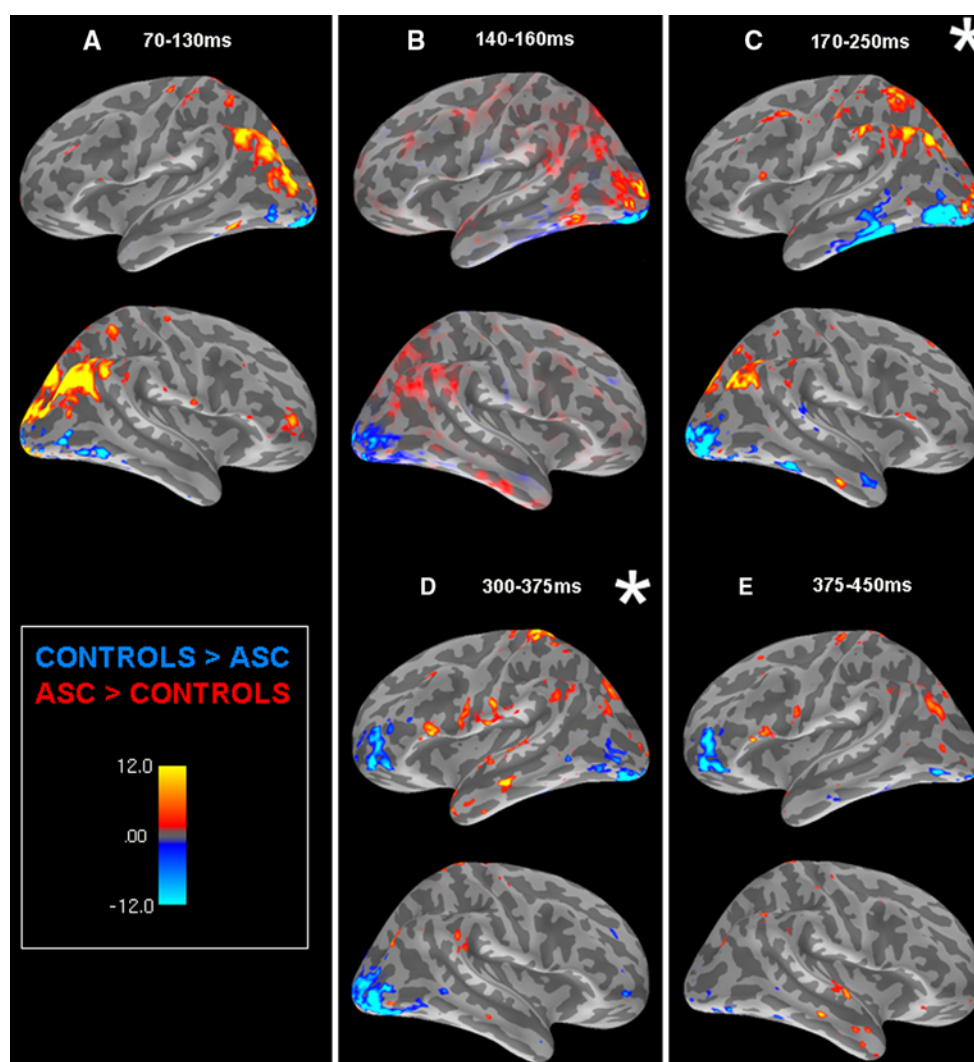 A 70-130ms
B 140-160ms
C 170-250ms *
D 300-375ms *
E 375-450ms
CONTROLS > ASC
ASC > CONTROLS
12.0
.00
-12.0